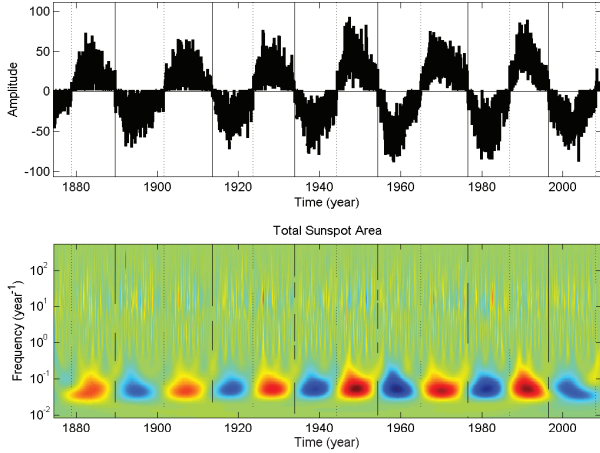 100
50
0
-50
-100
Amplitude
1880 1900 1920 1940 1960 1980 2000
Time (year)
Total Sunspot Area
10^2
10^1
10^0
10^-1
10^-2
Frequency (year^-1)
1880 1900 1920 1940 1960 1980 2000
Time (year)